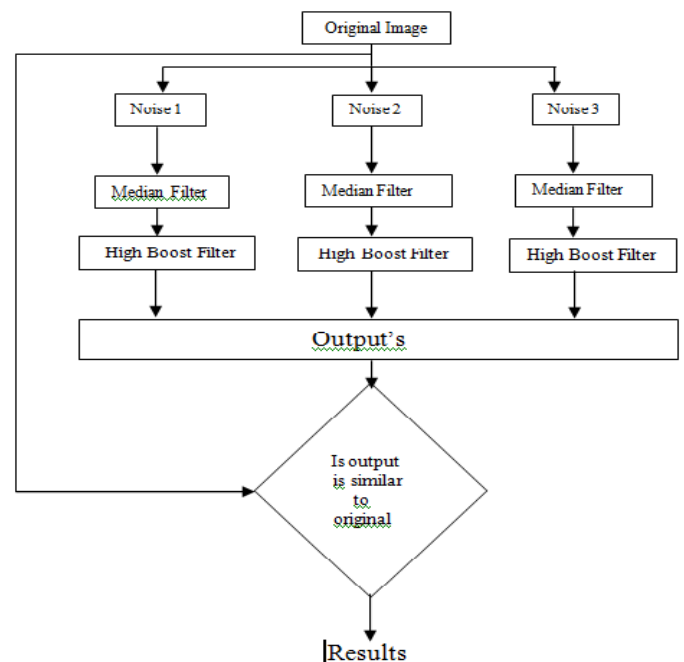 Original Image
Noise 1
Noise 2
Noise 3
Median Filter
Median Filter
Median Filter
High Boost Filter
High Boost Filter
High Boost Filter
Output's
Is output
is similar
to
original
Results